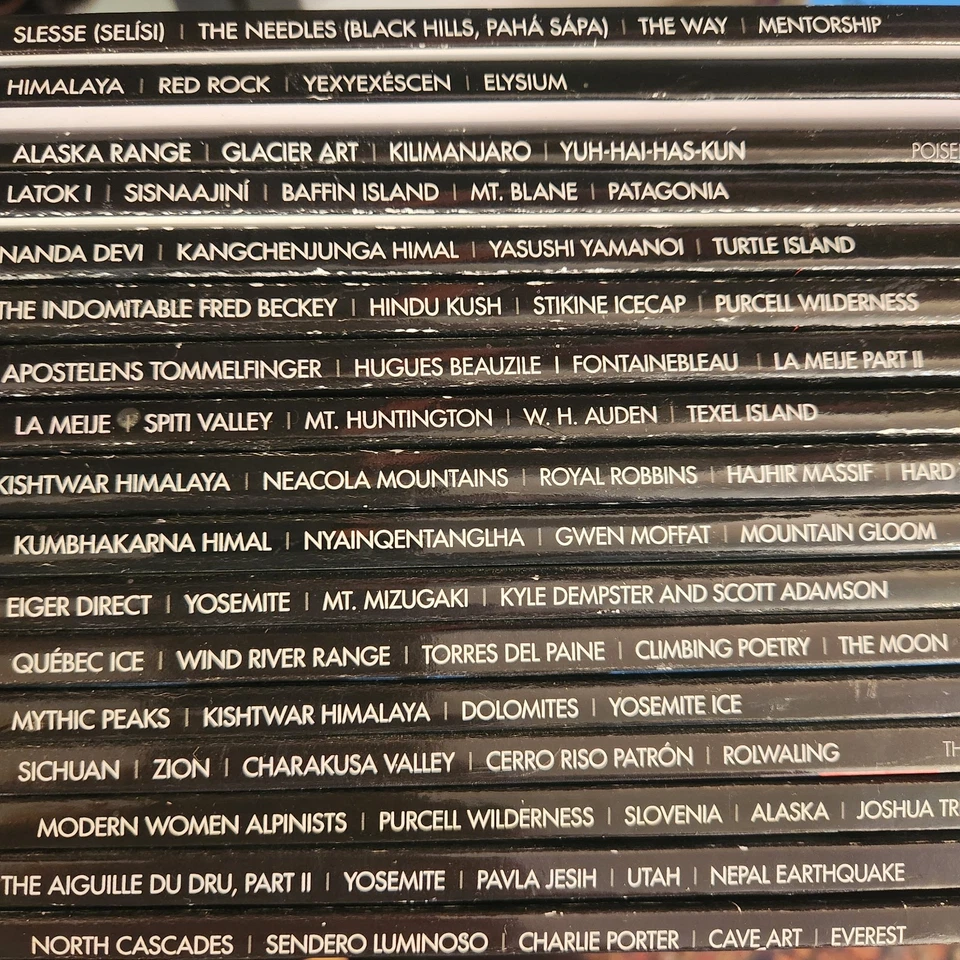 SLESSE (SELÍSI) | THE NEEDLES (BLACK HILLS, PAHÁ SÁPA) | THE WAY | MENTORSHIP
HIMALAYA | RED ROCK | YEXYEXÉSCEN | ELYSIUM
ALASKA RANGE | GLACIER ART | KILIMANJARO | YUH-HAI-HAS-KUN
LATOK I | SISNAAJINÍ | BAFFIN ISLAND | MT. BLANE | PATAGONIA
NANDA DEVI | KANGCHENJUNGA HIMAL | YASUSHI YAMANOI | TURTLE ISLAND
THE INDOMITABLE FRED BECKEY | HINDU KUSH | STIKINE ICECAP | PURCELL WILDERNESS
APOSTELENS TOMMELFINGER | HUGUES BEAUZILE | FONTAINEBLEAU | LA MEIJE PART II
LA MEIJE | SPITI VALLEY | MT. HUNTINGTON | W. H. AUDEN | TEXEL ISLAND
KISHTWAR HIMALAYA | NEACOLA MOUNTAINS | ROYAL ROBBINS | HAJHIR MASSIF | HARD
KUMBHAKARNA HIMAL | NYAINQENTANGLHA | GWEN MOFFAT | MOUNTAIN GLOOM
EIGER DIRECT | YOSEMITE | MT. MIZUGAKI | KYLE DEMPSTER AND SCOTT ADAMSON
QUÉBEC ICE | WIND RIVER RANGE | TORRES DEL PAINE | CLIMBING POETRY | THE MOON
MYTHIC PEAKS | KISHTWAR HIMALAYA | DOLOMITES | YOSEMITE ICE
SICHUAN | ZION | CHARAKUSA VALLEY | CERRO RISO PATRÓN | ROLWALING
MODERN WOMEN ALPINISTS | PURCELL WILDERNESS | SLOVENIA | ALASKA | JOSHUA TR
THE AIGUILLE DU DRU, PART II | YOSEMITE | PAVLA JESIH | UTAH | NEPAL EARTHQUAKE
NORTH CASCADES | SENDERO LUMINOSO | CHARLIE PORTER | CAVE ART | EVEREST